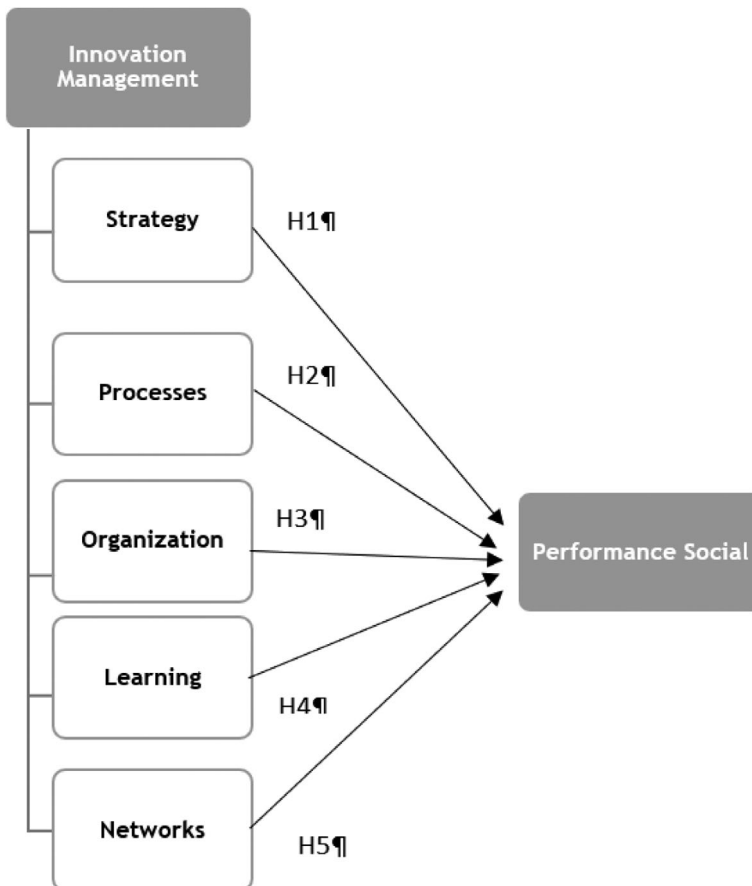 Innovation
Management
Strategy
H1¶
Processes
H2¶
Organization
H3¶
Performance Social
Learning
H4¶
Networks
H5¶